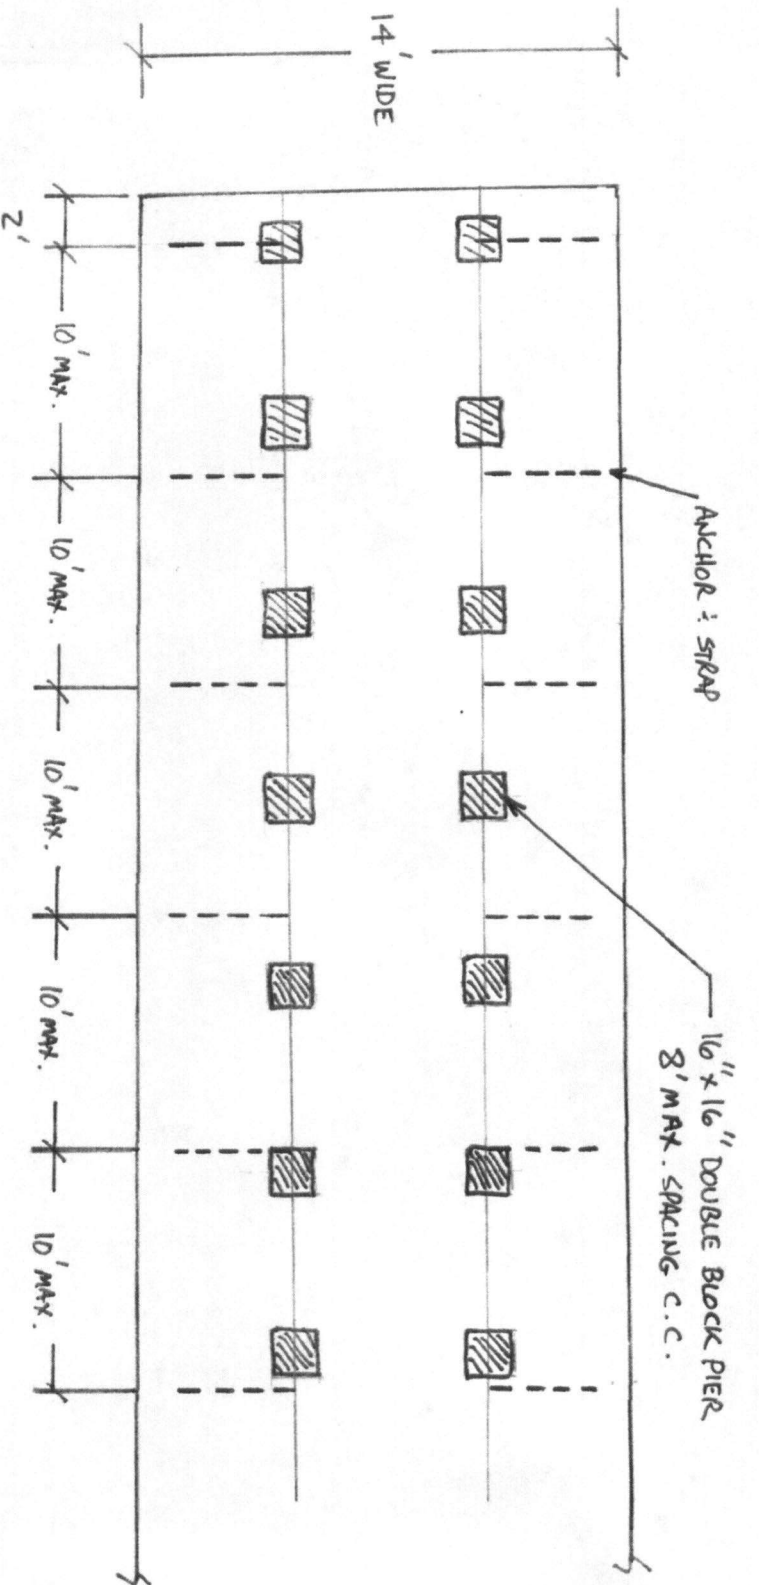 14' WIDE
ANCHOR & STRAP
16" x 16" DOUBLE BLOCK PIER
8' MAX. SPACING C.C.
2'
10' MAX.
10' MAX.
10' MAX.
10' MAX.
10' MAX.